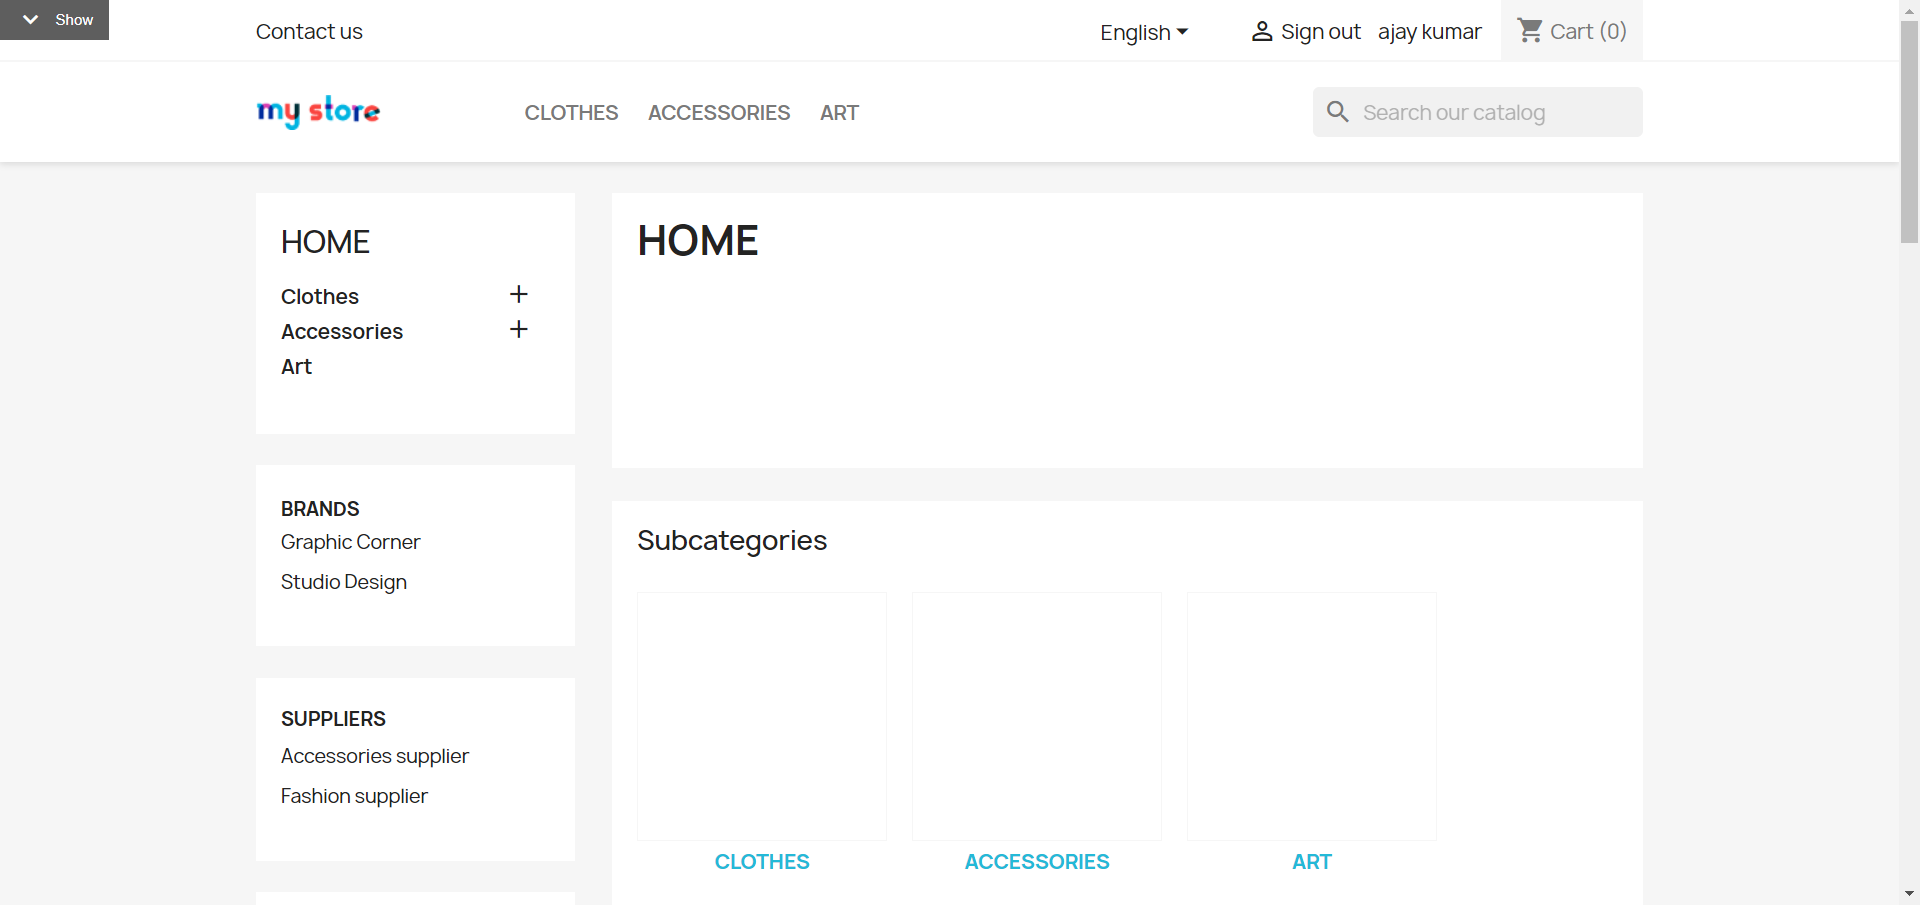 Show
Contact us
English
Sign out ajay kumar
Cart (0)
my store
CLOTHES ACCESSORIES ART
Search our catalog
HOME
Clothes
Accessories
Art
BRANDS
Graphic Corner
Studio Design
SUPPLIERS
Accessories supplier
Fashion supplier
HOME
Subcategories
CLOTHES
ACCESSORIES
ART